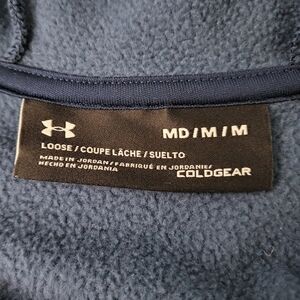 MD/M/M
LOOSE / COUPE LÂCHE / SUELTO
MADE IN JORDAN/FABRIQUÉ EN JORDANIE/
HECHO EN JORDANIA
COLDGEAR